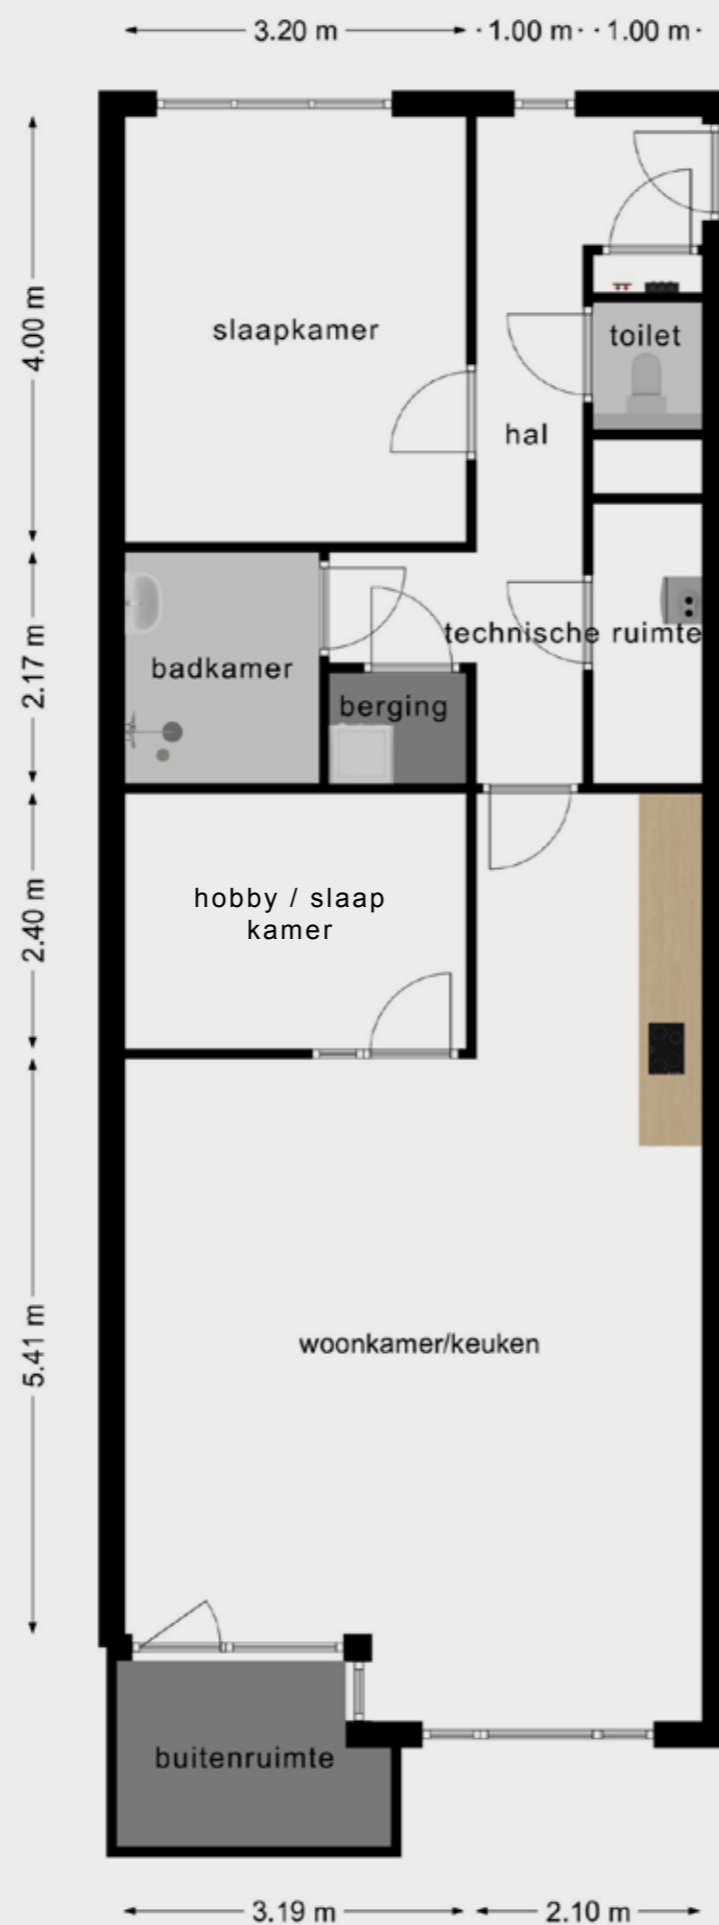 3.20 m
1.00 m
1.00 m
4.00 m
slaapkamer
toilet
hal
2.17 m
technische ruimte
badkamer
berging
2.40 m
hobby / slaap
kamer
5.41 m
woonkamer/keuken
buitenruimte
3.19 m
2.10 m